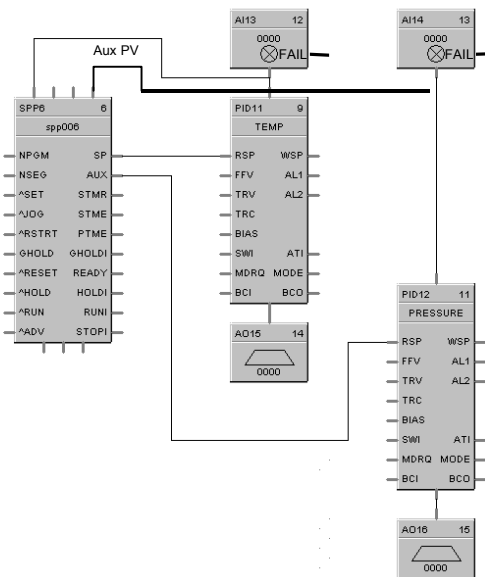 AI13 12
0000
FAIL
AI14 13
0000
FAIL
Aux PV
SPP6 6
spp006
NPGM SP
NSEG AUX
^SET STMR
^JOG STME
^RSTRT PTME
GHOLD GHOLDI
^RESET READY
^HOLD HOLDI
^RUN RUNI
^ADV STOPI
PID11 9
TEMP
RSP WSP
FFV AL1
TRV AL2
TRC
BIAS
SWI ATI
MDRQ MODE
BCI BCO
AO15 14
0000
PID12 11
PRESSURE
RSP WSP
FFV AL1
TRV AL2
TRC
BIAS
SWI ATI
MDRQ MODE
BCI BCO
AO16 15
0000